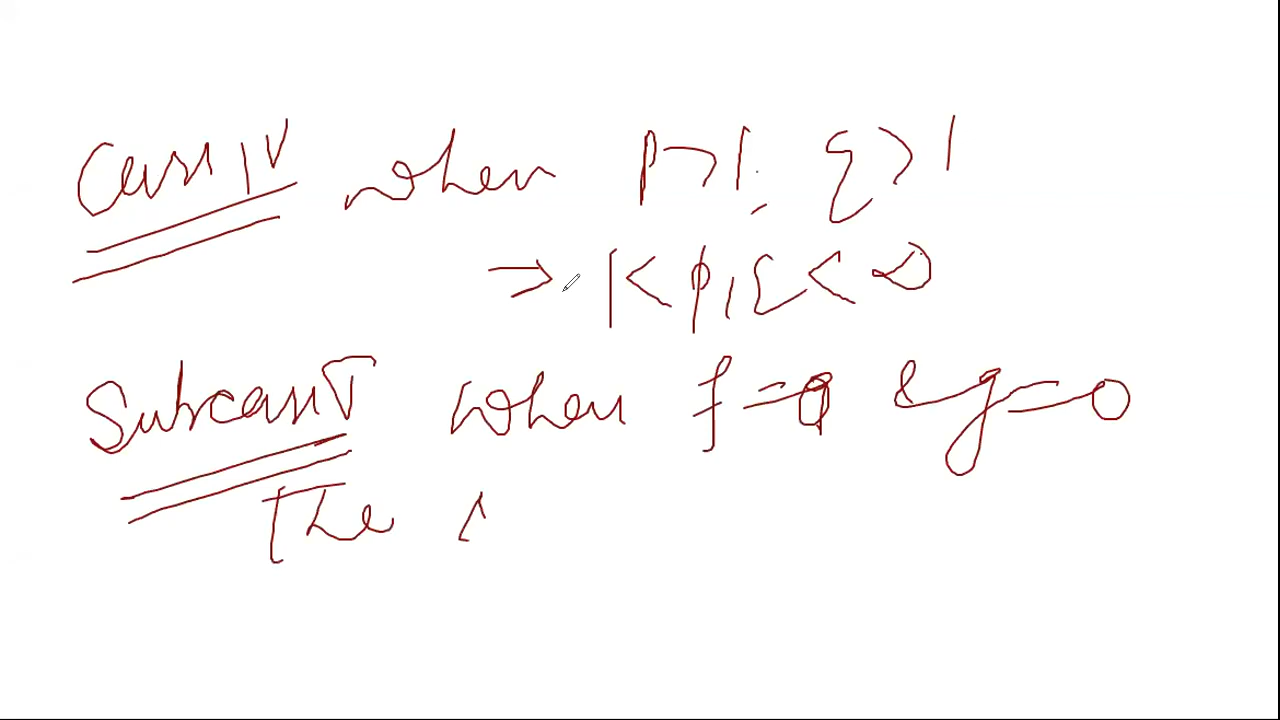 Case IV when p>1, q>1
⇒ 1<p, q<∞
Subcase I when f=0 & g=0
The